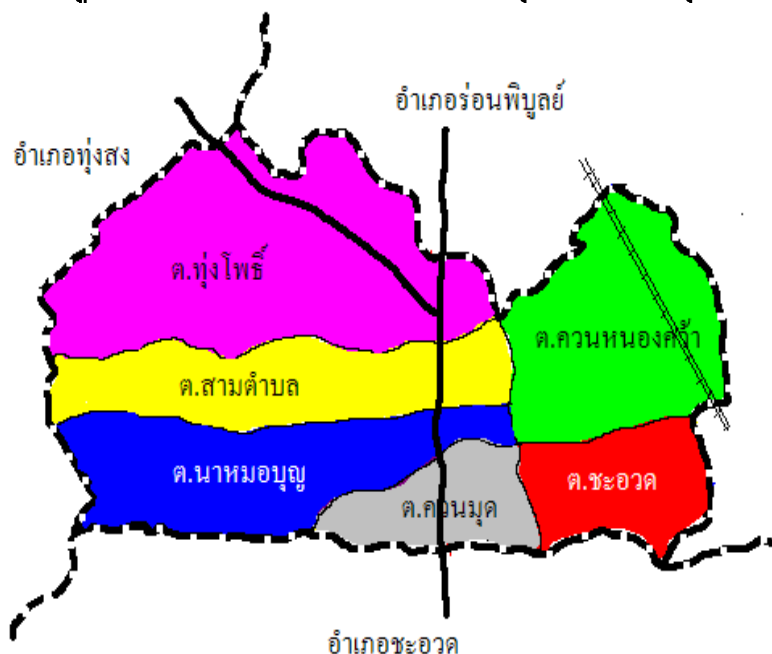 อำเภอร่อนพิบูลย์
อำเภอทุ่งสง
ต.ทุ่งโพธิ์
ต.ควนหนองคว้า
ต.สามตำบล
ต.นาหมอบุญ
ต.ชะอวด
ต.ควนมุด
อำเภอชะอวด